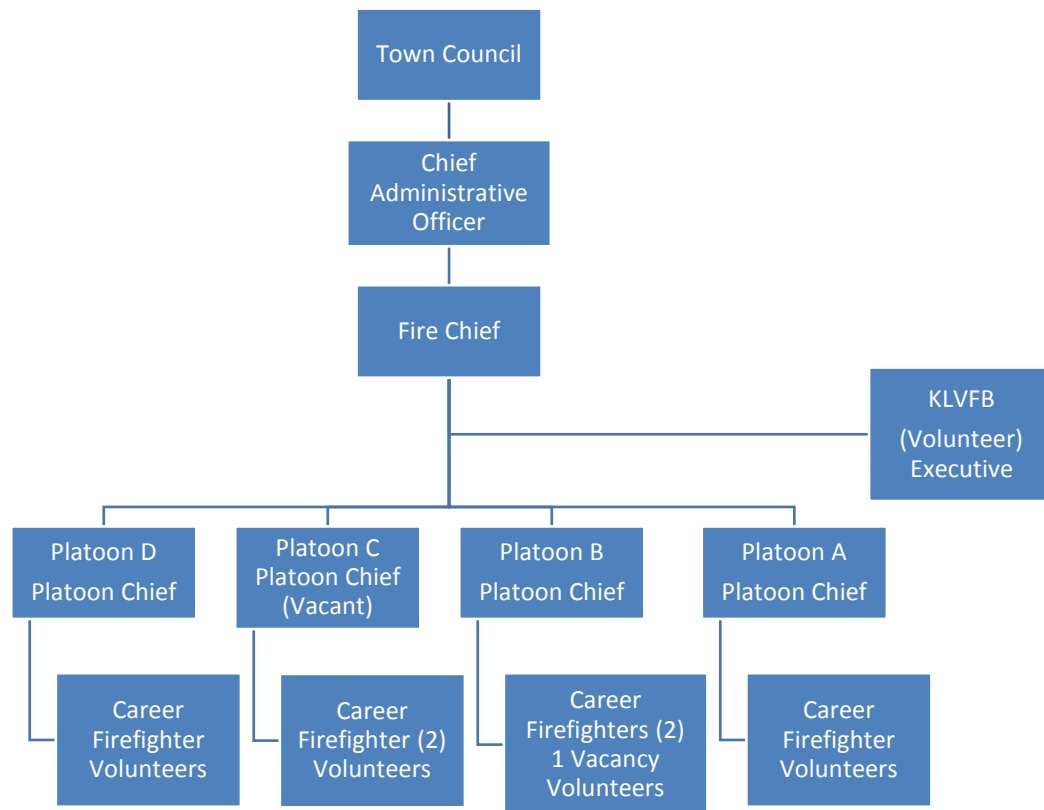 Town Council
Chief
Administrative
Officer
Fire Chief
KLVFB
(Volunteer)
Executive
Platoon D
Platoon Chief
Platoon C
Platoon Chief
(Vacant)
Platoon B
Platoon Chief
Platoon A
Platoon Chief
Career
Firefighter
Volunteers
Career
Firefighter (2)
Volunteers
Career
Firefighters (2)
1 Vacancy
Volunteers
Career
Firefighter
Volunteers